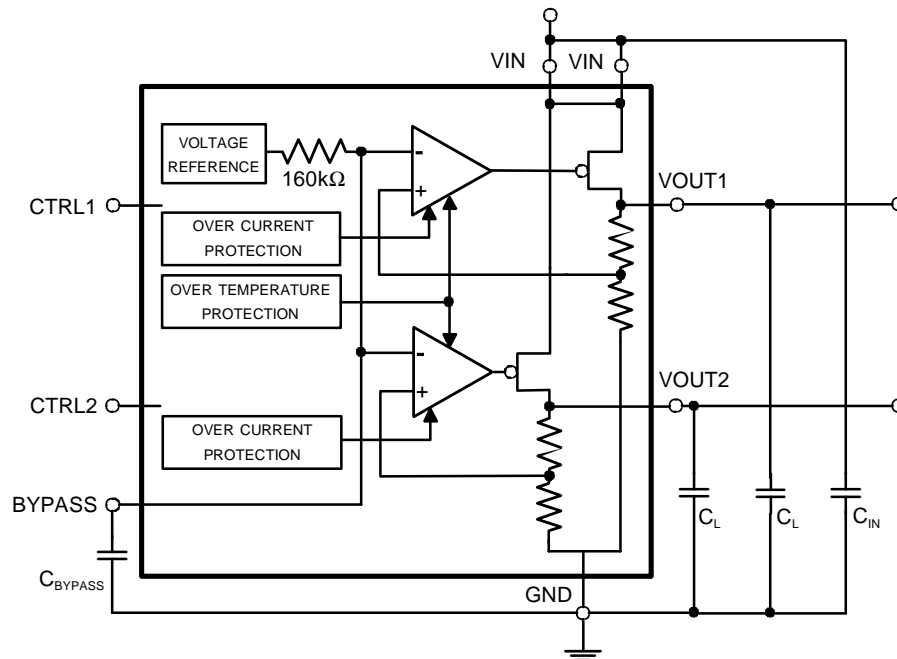 VIN
VIN
VOLTAGE
REFERENCE
160kΩ
-
+
VOUT1
CTRL1
OVER CURRENT
PROTECTION
OVER TEMPERATURE
PROTECTION
-
+
VOUT2
CTRL2
OVER CURRENT
PROTECTION
BYPASS
CL
CL
CIN
CBYPASS
GND